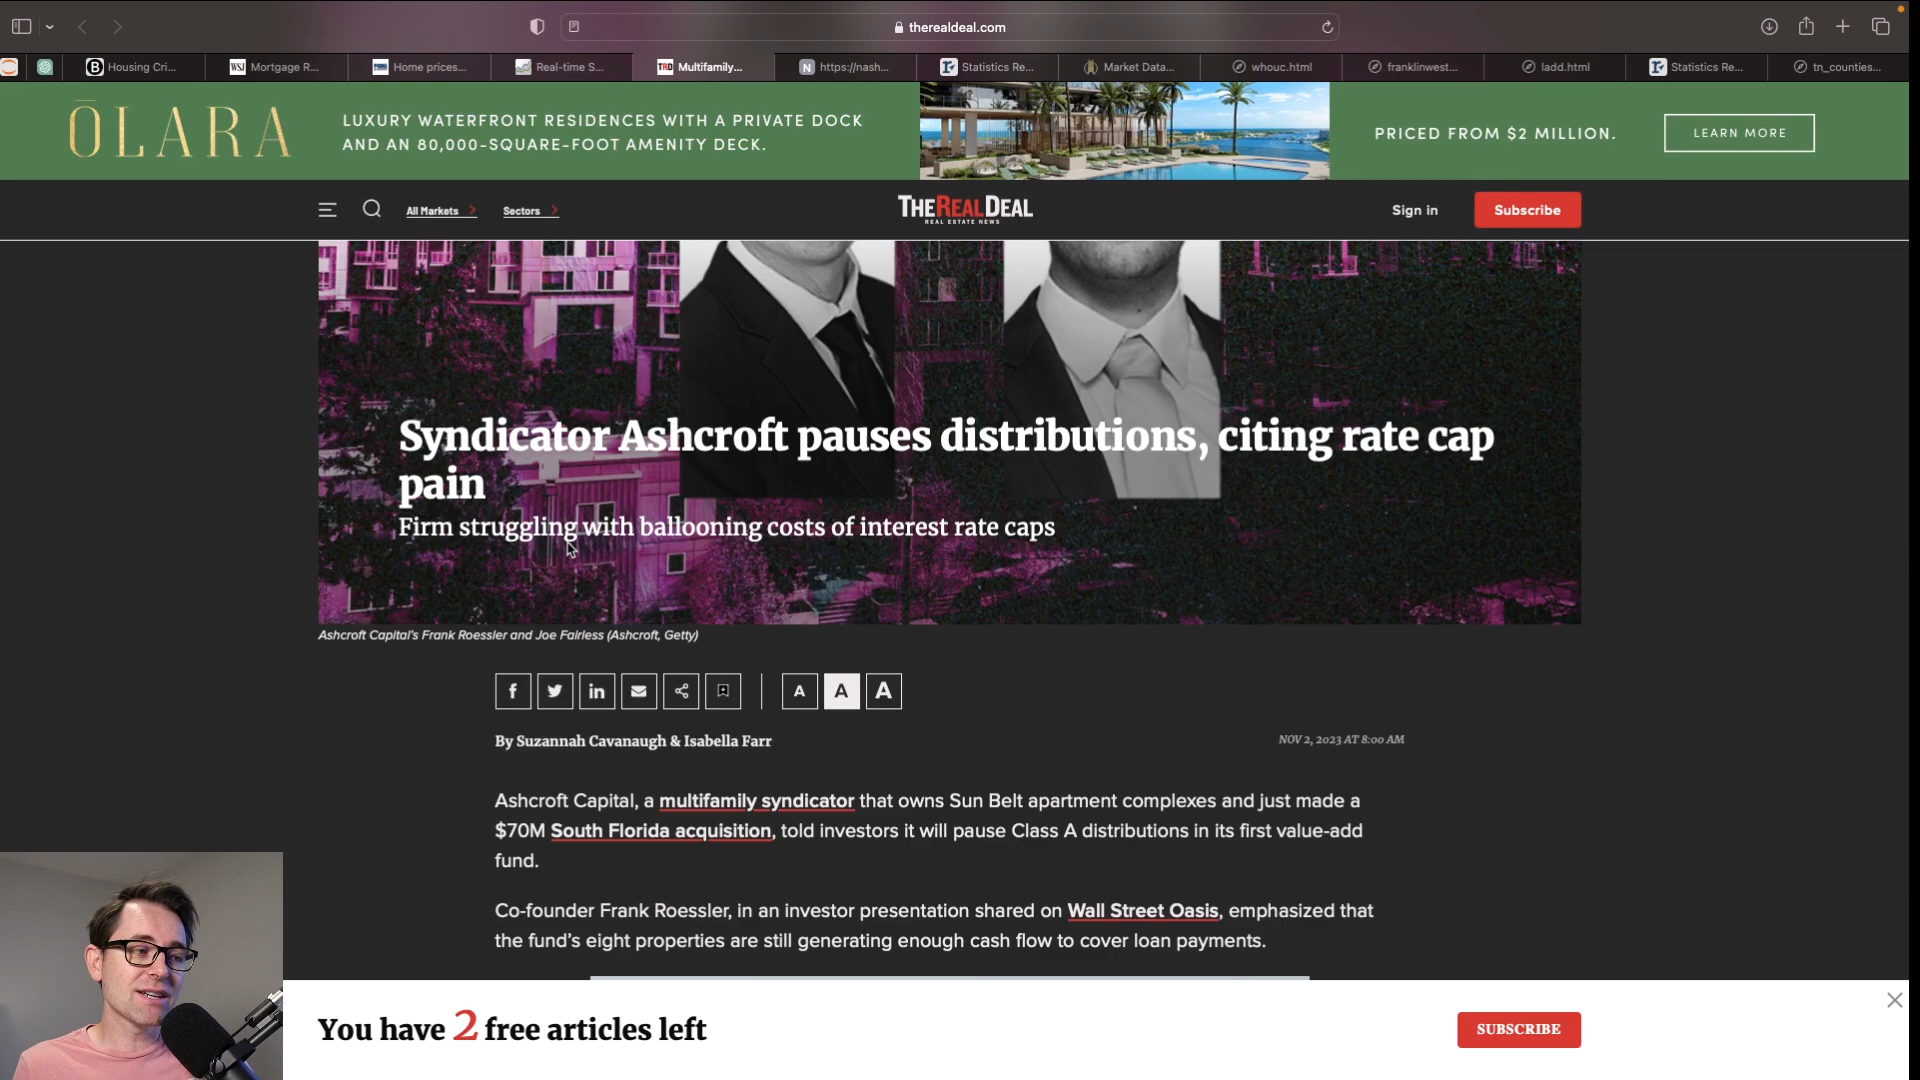 therealdeal.com
Housing Cri...
WSJ Mortgage R...
Home prices...
Real-time S...
TRD Multifamily...
N https://nash...
Statistics Re...
Market Data...
whouc.html
franklinwest...
ladd.html
Statistics Re...
tn_counties...
ŌLARA
LUXURY WATERFRONT RESIDENCES WITH A PRIVATE DOCK
AND AN 80,000-SQUARE-FOOT AMENITY DECK.
PRICED FROM $2 MILLION.
LEARN MORE
All Markets
Sectors
THEREALDEAL
REAL ESTATE NEWS
Sign in
Subscribe
Syndicator Ashcroft pauses distributions, citing rate cap
pain
Firm struggling with ballooning costs of interest rate caps
Ashcroft Capital's Frank Roessler and Joe Fairless (Ashcroft, Getty)
A A A
By Suzannah Cavanaugh & Isabella Farr
NOV 2, 2023 AT 8:00 AM
Ashcroft Capital, a multifamily syndicator that owns Sun Belt apartment complexes and just made a
$70M South Florida acquisition, told investors it will pause Class A distributions in its first value-add
fund.
Co-founder Frank Roessler, in an investor presentation shared on Wall Street Oasis, emphasized that
the fund's eight properties are still generating enough cash flow to cover loan payments.
You have 2 free articles left
SUBSCRIBE